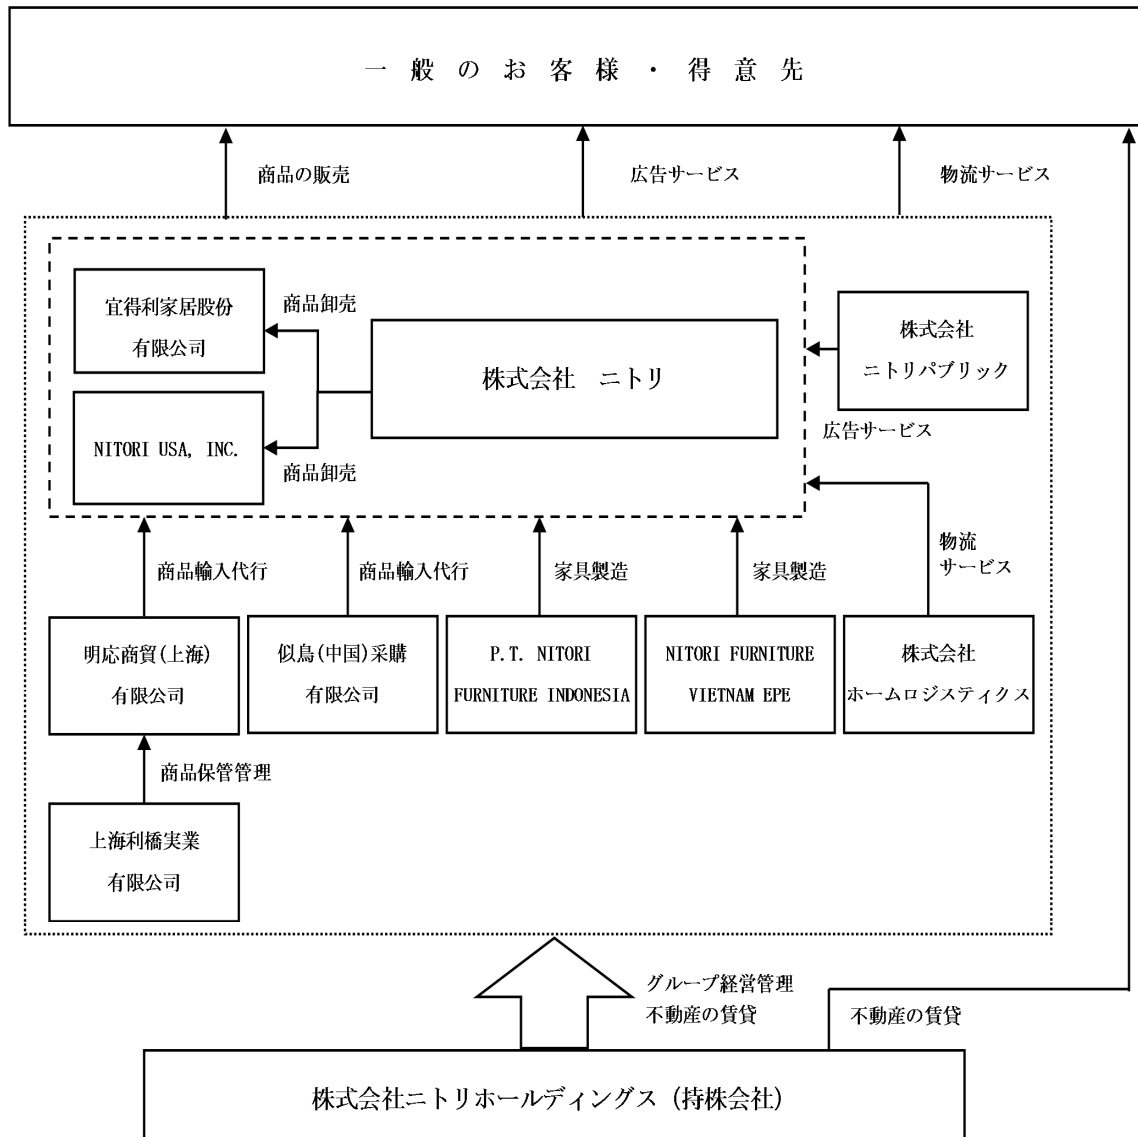 一般のお客様・得意先
商品の販売
広告サービス
物流サービス
宜得利家居股份
有限公司
商品卸売
株式会社　ニトリ
株式会社
ニトリパブリック
NITORI USA, INC.
商品卸売
広告サービス
商品輸入代行
商品輸入代行
家具製造
家具製造
物流
サービス
明応商貿(上海)
有限公司
似鳥(中国)采購
有限公司
P.T. NITORI
FURNITURE INDONESIA
NITORI FURNITURE
VIETNAM EPE
株式会社
ホームロジスティクス
商品保管管理
上海利橋実業
有限公司
グループ経営管理
不動産の賃貸
不動産の賃貸
株式会社ニトリホールディングス（持株会社）